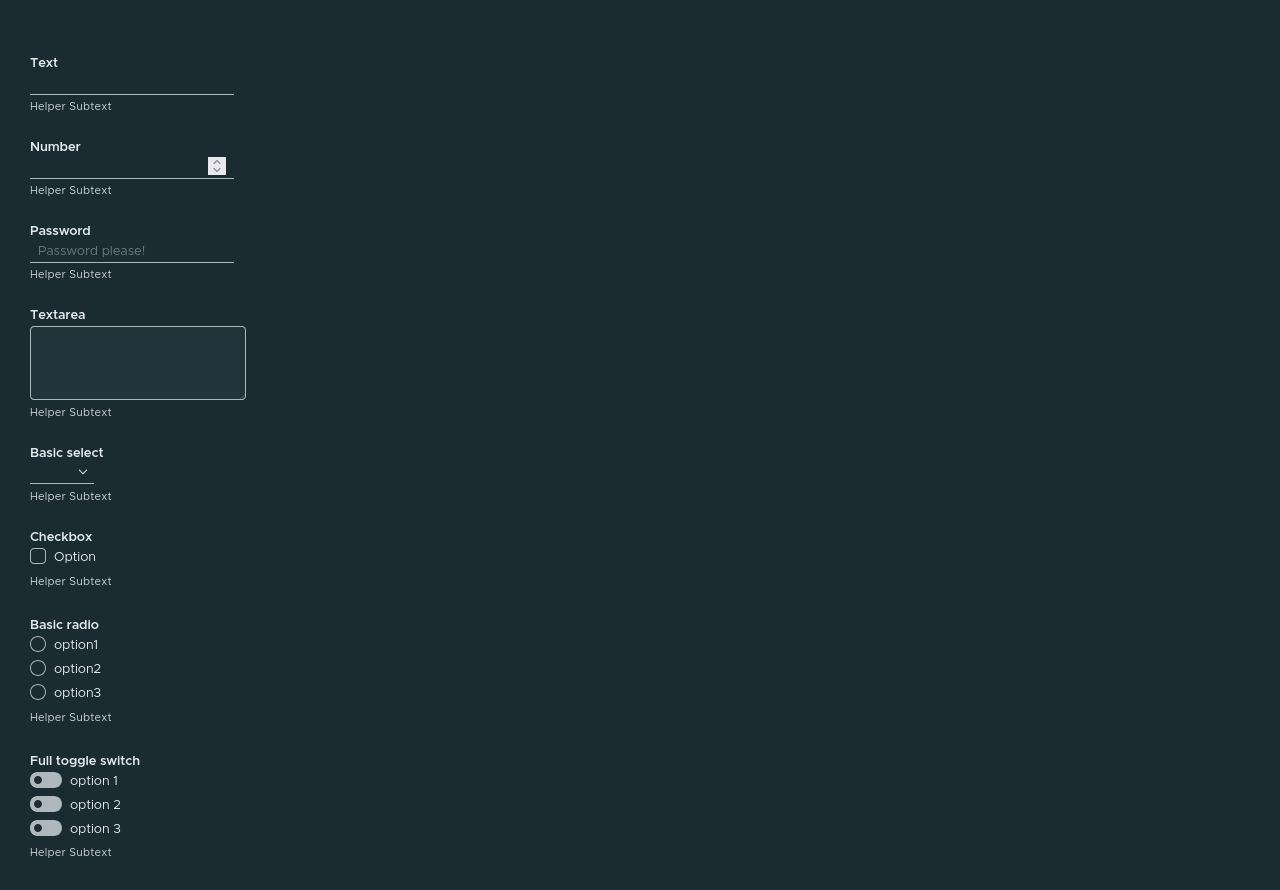 Text
Helper Subtext
Number
Helper Subtext
Password
Password please!
Helper Subtext
Textarea
Helper Subtext
Basic select
Helper Subtext
Checkbox
Option
Helper Subtext
Basic radio
option1
option2
option3
Helper Subtext
Full toggle switch
option 1
option 2
option 3
Helper Subtext